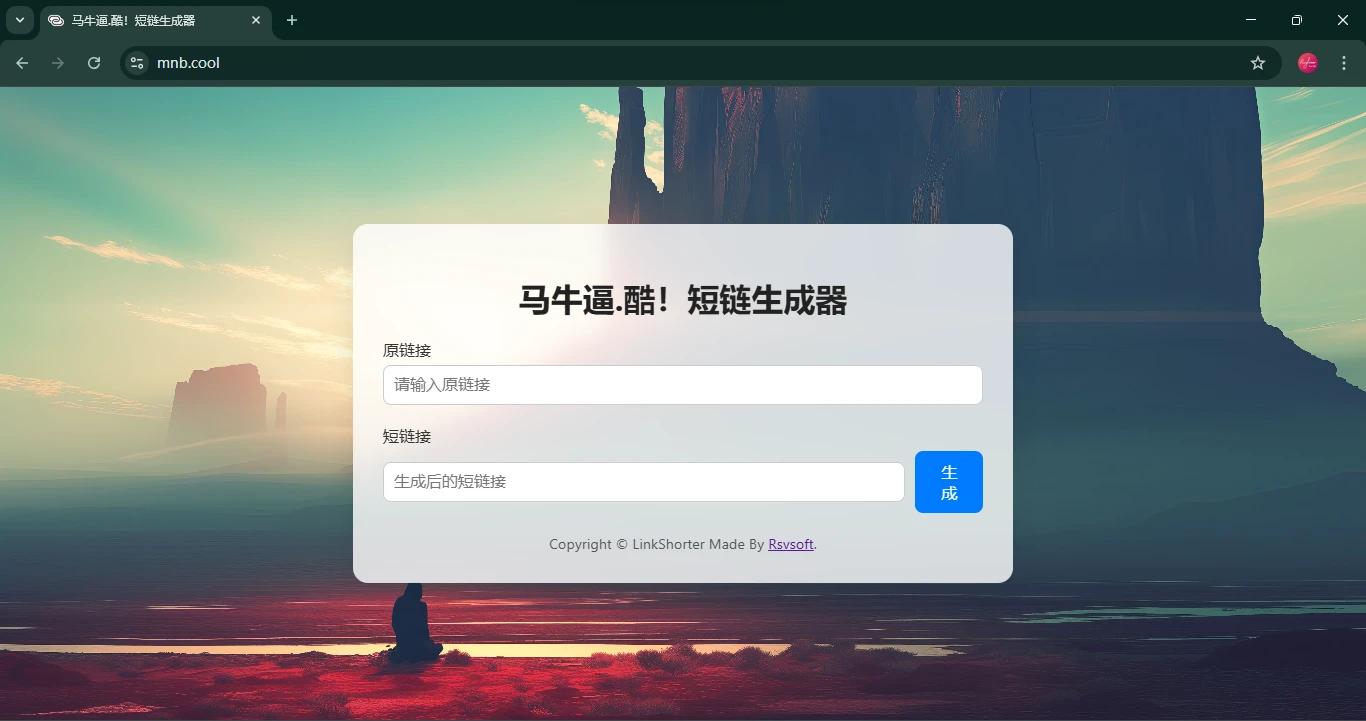 马牛逼.酷！短链生成器
mnb.cool
马牛逼.酷！短链生成器
原链接
请输入原链接
短链接
生成后的短链接
生
成
Copyright © LinkShorter Made By Rsvsoft.